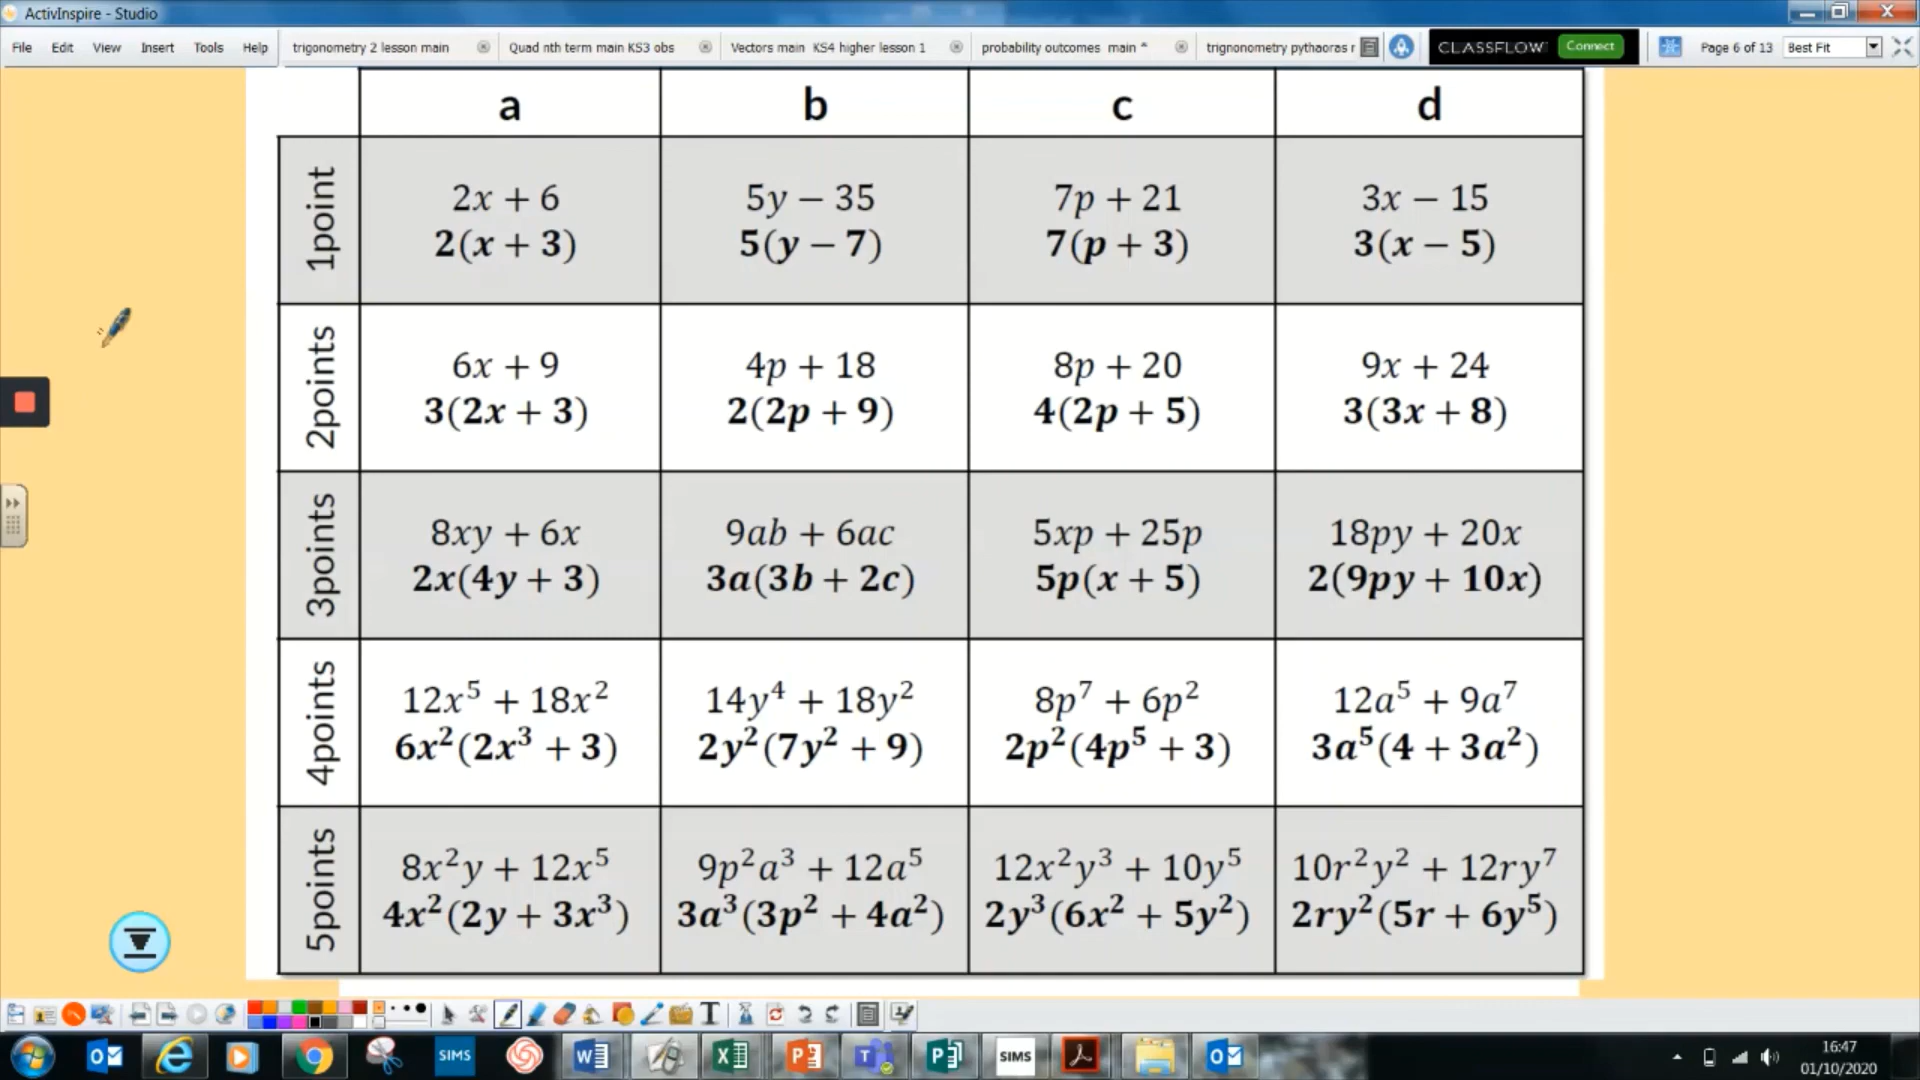 ActivInspire - Studio
File Edit View Insert Tools Help trigonometry 2 lesson main Quad nth term main KS3 obs Vectors main KS4 higher lesson 1 probability outcomes main * trignonometry pythaoras r CLASSFLOW Connect Page 6 of 13 Best Fit
a b c d
1point
2x + 6 5y − 35 7p + 21 3x − 15
2(x + 3) 5(y − 7) 7(p + 3) 3(x − 5)
2points
6x + 9 4p + 18 8p + 20 9x + 24
3(2x + 3) 2(2p + 9) 4(2p + 5) 3(3x + 8)
3points
8xy + 6x 9ab + 6ac 5xp + 25p 18py + 20x
2x(4y + 3) 3a(3b + 2c) 5p(x + 5) 2(9py + 10x)
4points
12x⁵ + 18x² 14y⁴ + 18y² 8p⁷ + 6p² 12a⁵ + 9a⁷
6x²(2x³ + 3) 2y²(7y² + 9) 2p²(4p⁵ + 3) 3a⁵(4 + 3a²)
5points
8x²y + 12x⁵ 9p²a³ + 12a⁵ 12x²y³ + 10y⁵ 10r²y² + 12ry⁷
4x²(2y + 3x³) 3a³(3p² + 4a²) 2y³(6x² + 5y²) 2ry²(5r + 6y⁵)
SIMS SIMS
16:47
01/10/2020